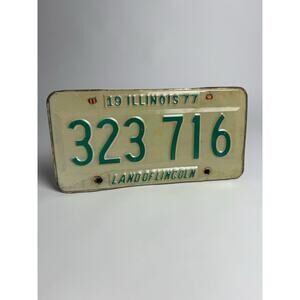 19 ILLINOIS 77
323 716
LAND OF LINCOLN